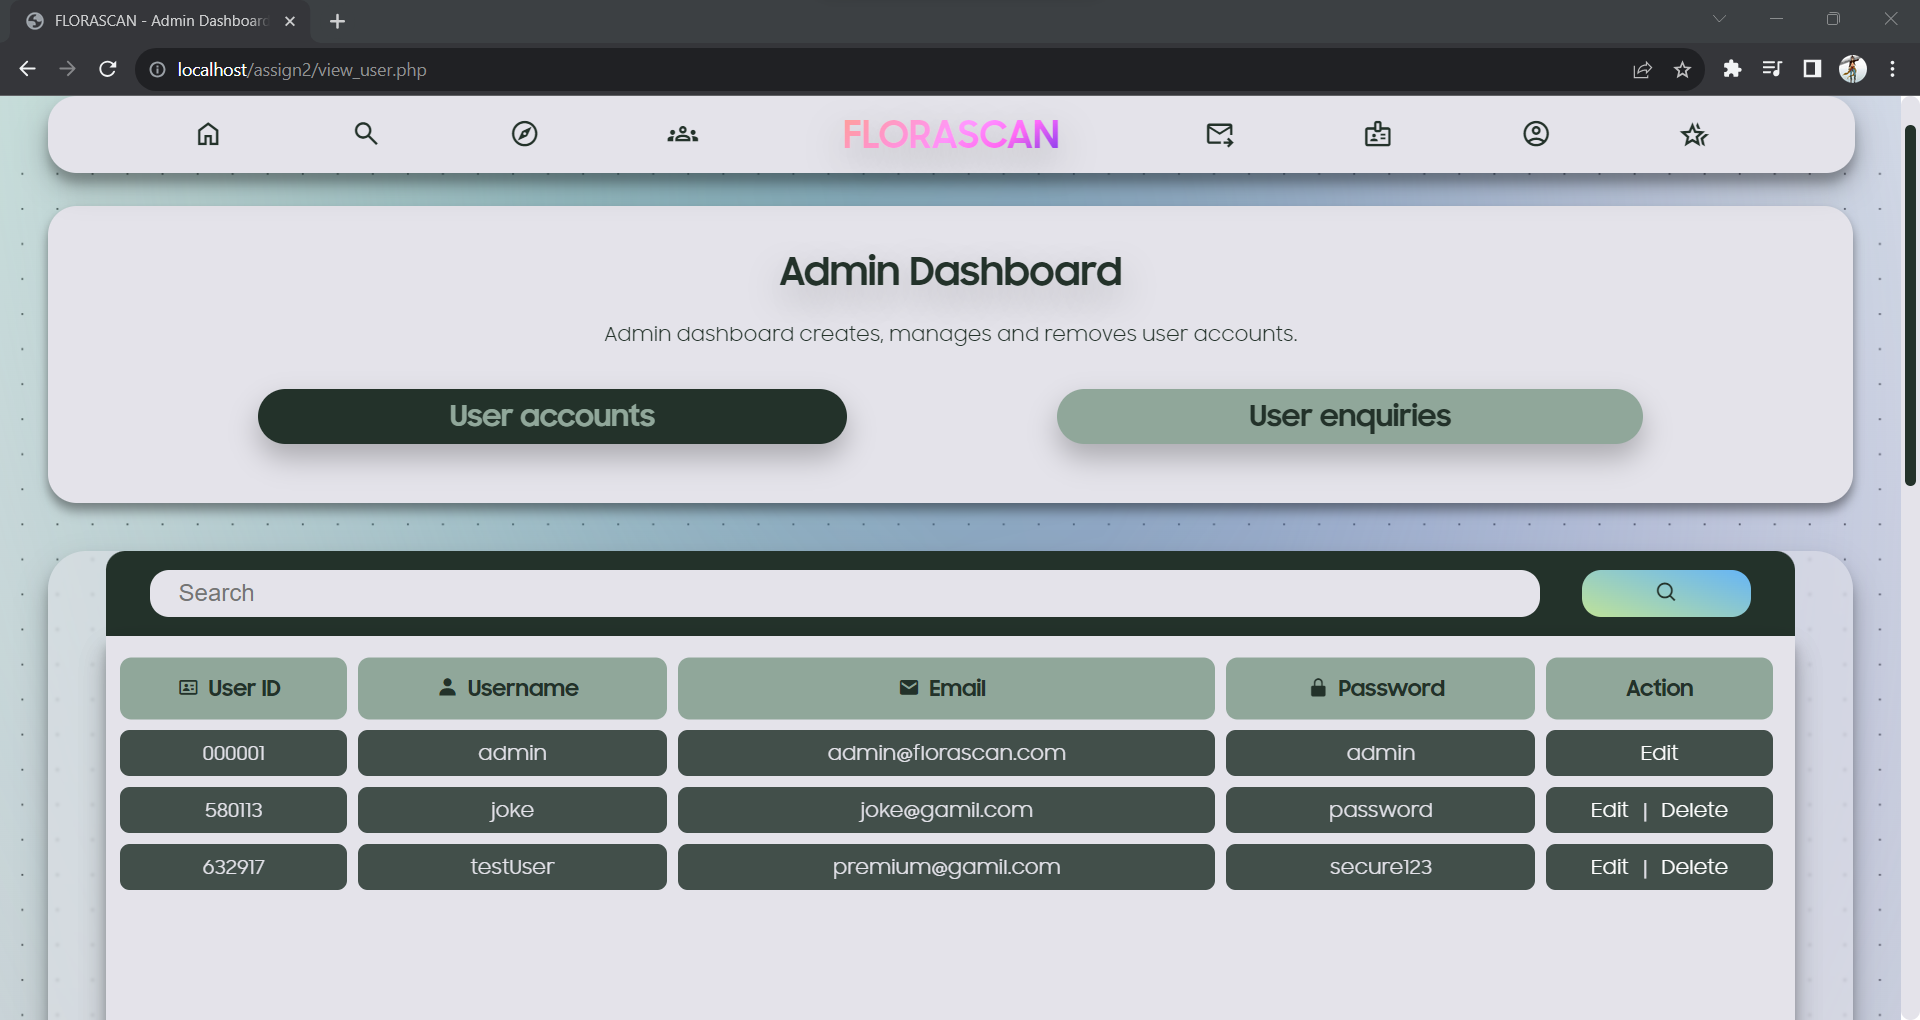 FLORASCAN - Admin Dashboard
localhost/assign2/view_user.php
FLORASCAN
Admin Dashboard
Admin dashboard creates, manages and removes user accounts.
User accounts User enquiries
Search
User ID Username Email Password Action
000001 admin admin@florascan.com admin Edit
580113 joke joke@gamil.com password Edit | Delete
632917 testUser premium@gamil.com secure123 Edit | Delete